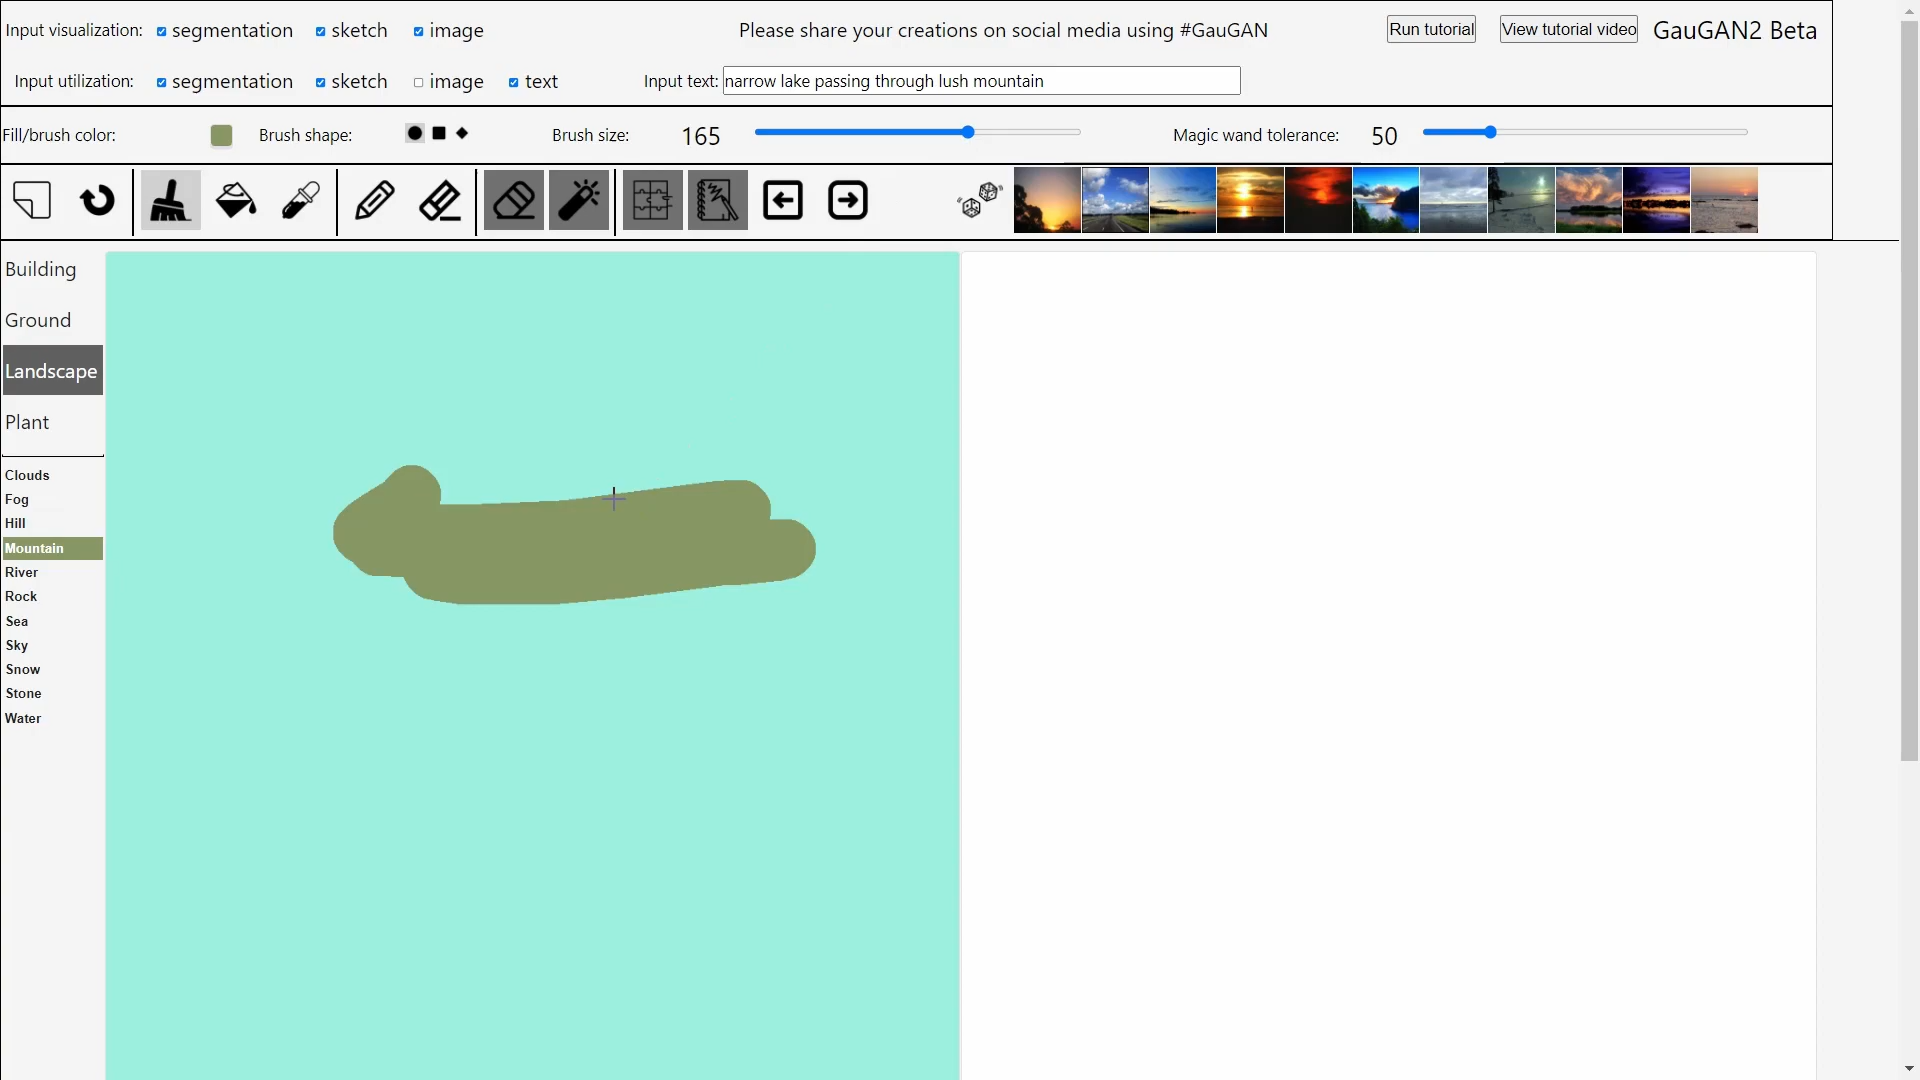 Input visualization: segmentation sketch image Please share your creations on social media using #GauGAN Run tutorial View tutorial video GauGAN2 Beta
Input utilization: segmentation sketch image text Input text: narrow lake passing through lush mountain
Fill/brush color: Brush shape: Brush size: 165 Magic wand tolerance: 50
Building
Ground
Landscape
Plant
Clouds
Fog
Hill
Mountain
River
Rock
Sea
Sky
Snow
Stone
Water